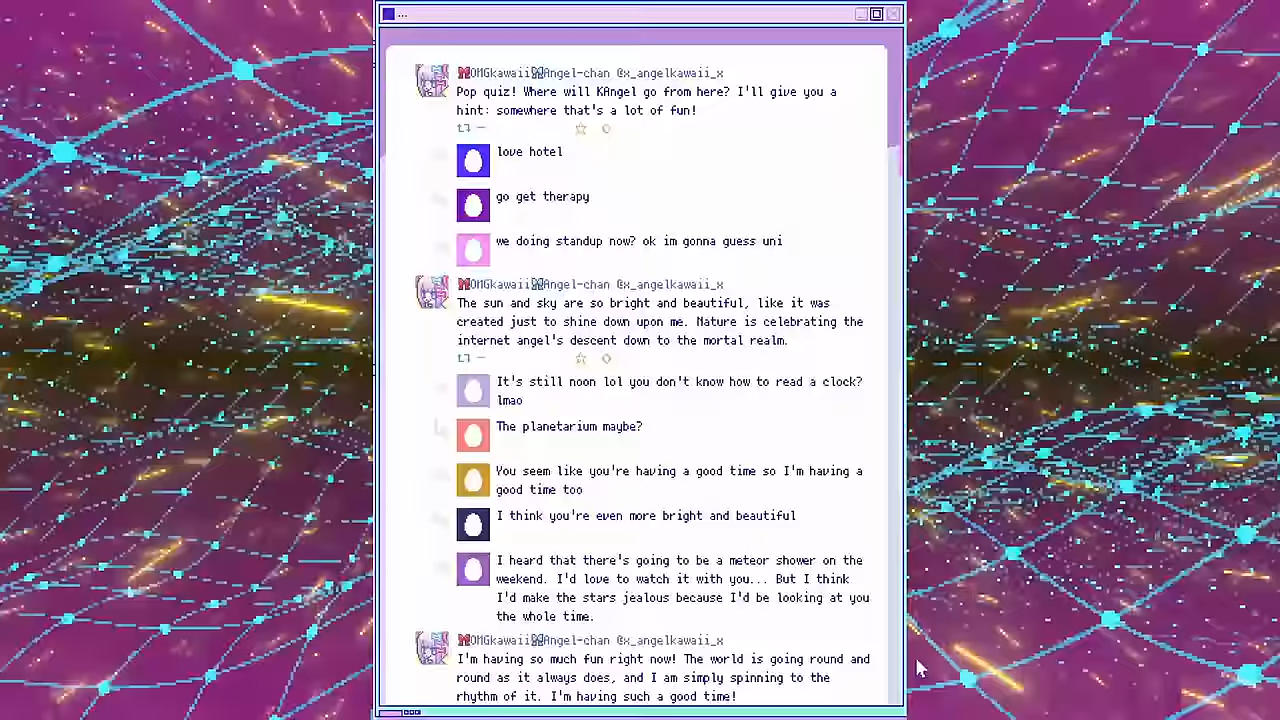 ...
OMGkawaiiAngel-chan @x_angelkawaii_x
Pop quiz! Where will KAngel go from here? I'll give you a
hint: somewhere that's a lot of fun!
love hotel
go get therapy
we doing standup now? ok im gonna guess uni
OMGkawaiiAngel-chan @x_angelkawaii_x
The sun and sky are so bright and beautiful, like it was
created just to shine down upon me. Nature is celebrating the
internet angel's descent down to the mortal realm.
It's still noon lol you don't know how to read a clock?
lmao
The planetarium maybe?
You seem like you're having a good time so I'm having a
good time too
I think you're even more bright and beautiful
I heard that there's going to be a meteor shower on the
weekend. I'd love to watch it with you... But I think
I'd make the stars jealous because I'd be looking at you
the whole time.
OMGkawaiiAngel-chan @x_angelkawaii_x
I'm having so much fun right now! The world is going round and
round as it always does, and I am simply spinning to the
rhythm of it. I'm having such a good time!